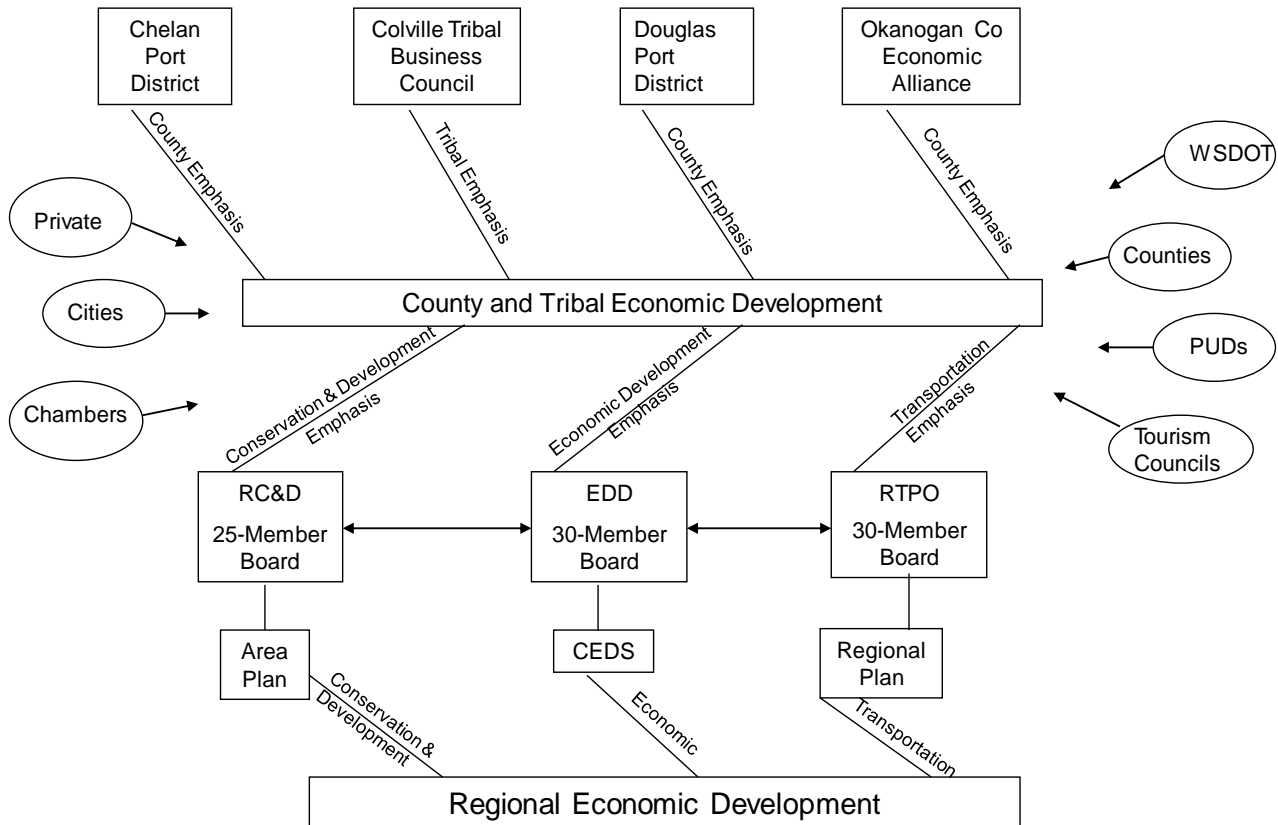 Chelan
Port
District
Colville Tribal
Business
Council
Douglas
Port
District
Okanogan Co
Economic
Alliance
County Emphasis
Tribal Emphasis
County Emphasis
County Emphasis
WSDOT
Private
Counties
Cities
County and Tribal Economic Development
PUDs
Chambers
Conservation & Development
Emphasis
Economic Development
Emphasis
Transportation
Emphasis
Tourism
Councils
RC&D
25-Member
Board
EDD
30-Member
Board
RTPO
30-Member
Board
Area
Plan
CEDS
Regional
Plan
Conservation &
Development
Economic
Transportation
Regional Economic Development